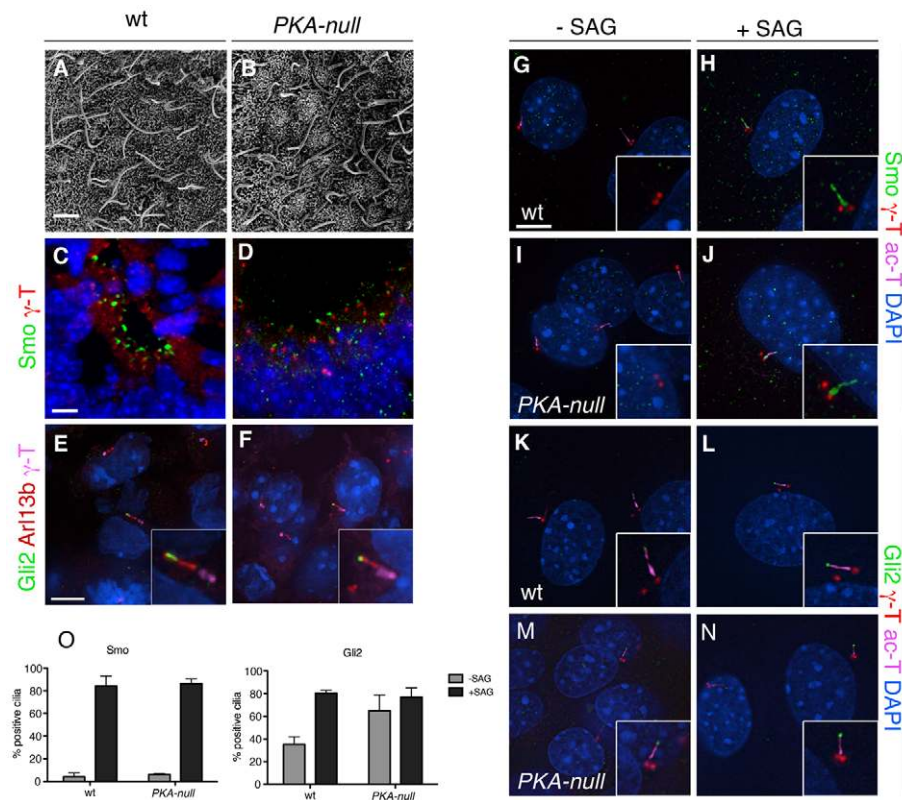 wt PKA-null
A B
C D
Smo γ-T
E F
Gli2 Arl13b γ-T
- SAG + SAG
G H
wt
I J
PKA-null
Smo γ-T ac-T DAPI
K L
wt
M N
PKA-null
Gli2 γ-T ac-T DAPI
O
Smo Gli2
% positive cilia
100
80
60
40
20
0
wt PKA-null
% positive cilia
100
80
60
40
20
0
wt PKA-null
-SAG
+SAG